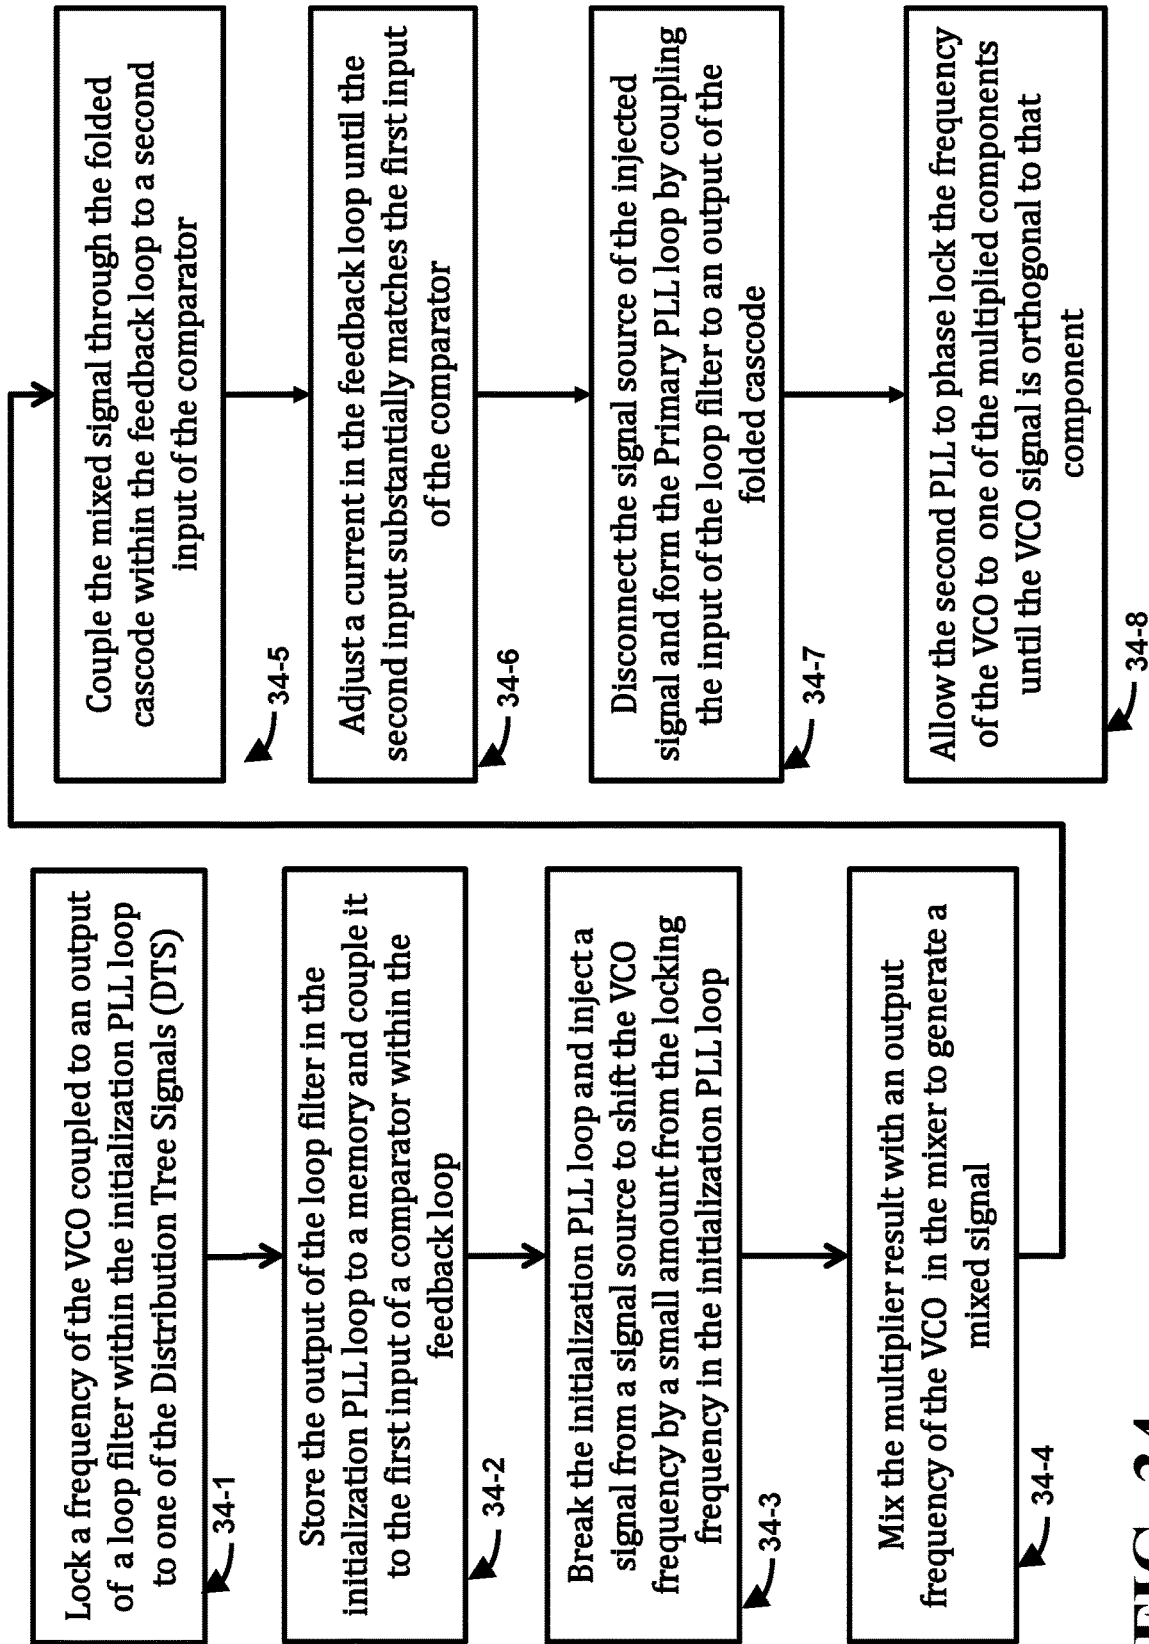 Lock a frequency of the VCO coupled to an output
of a loop filter within the initialization PLL loop
to one of the Distribution Tree Signals (DTS)
34-1
Store the output of the loop filter in the
initialization PLL loop to a memory and couple it
to the first input of a comparator within the
feedback loop
34-2
Break the initialization PLL loop and inject a
signal from a signal source to shift the VCO
frequency by a small amount from the locking
frequency in the initialization PLL loop
34-3
Mix the multiplier result with an output
frequency of the VCO in the mixer to generate a
mixed signal
34-4
Couple the mixed signal through the folded
cascode within the feedback loop to a second
input of the comparator
34-5
Adjust a current in the feedback loop until the
second input substantially matches the first input
of the comparator
34-6
Disconnect the signal source of the injected
signal and form the Primary PLL loop by coupling
the input of the loop filter to an output of the
folded cascode
34-7
Allow the second PLL to phase lock the frequency
of the VCO to one of the multiplied components
until the VCO signal is orthogonal to that
component
34-8
FIG. 34